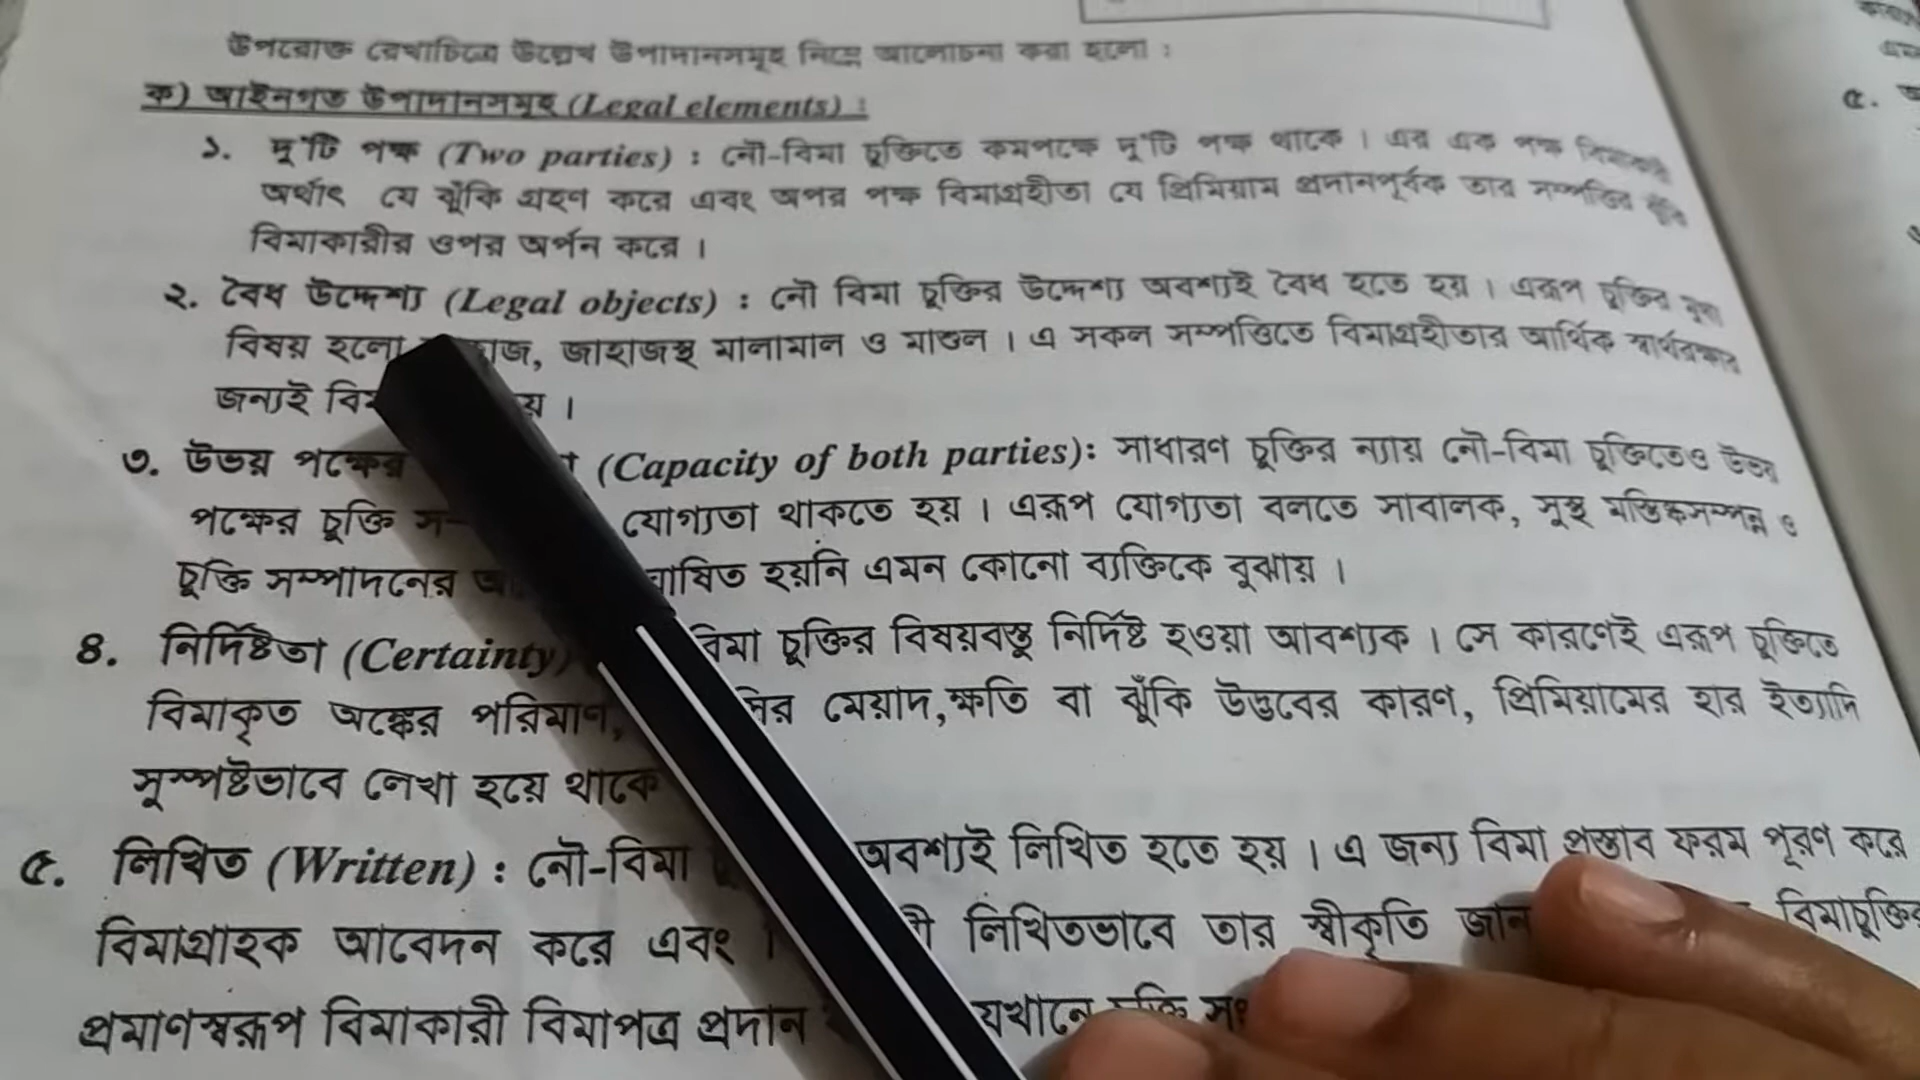 উপরোক্ত রেখাচিত্রে উল্লেখ উপাদানসমূহ নিম্নে আলোচনা করা হলো :
ক) আইনগত উপাদানসমূহ (Legal elements) :
১. দু'টি পক্ষ (Two parties) : নৌ-বিমা চুক্তিতে কমপক্ষে দু'টি পক্ষ থাকে । এর এক পক্ষ বিমাকারী
অর্থাৎ যে ঝুঁকি গ্রহণ করে এবং অপর পক্ষ বিমাগ্রহীতা যে প্রিমিয়াম প্রদানপূর্বক তার সম্পত্তির ঝুঁকি
বিমাকারীর ওপর অর্পন করে ।
২. বৈধ উদ্দেশ্য (Legal objects) : নৌ বিমা চুক্তির উদ্দেশ্য অবশ্যই বৈধ হতে হয় । এরূপ চুক্তির মূখ্য
বিষয় হলো জাহাজস্থ মালামাল ও মাশুল । এ সকল সম্পত্তিতে বিমাগ্রহীতার আর্থিক স্বার্থরক্ষার
জন্যই
৩. উভয় পক্ষের (Capacity of both parties): সাধারণ চুক্তির ন্যায় নৌ-বিমা চুক্তিতেও উভয়
পক্ষের চুক্তি যোগ্যতা থাকতে হয় । এরূপ যোগ্যতা বলতে সাবালক, সুস্থ মস্তিষ্কসম্পন্ন ও
চুক্তি সম্পাদনের হয়নি এমন কোনো ব্যক্তিকে বুঝায় ।
৪. নির্দিষ্টতা (Certainty) বিমা চুক্তির বিষয়বস্তু নির্দিষ্ট হওয়া আবশ্যক । সে কারণেই এরূপ চুক্তিতে
বিমাকৃত অঙ্কের পরিমাণ, মেয়াদ,ক্ষতি বা ঝুঁকি উদ্ভবের কারণ, প্রিমিয়ামের হার ইত্যাদি
সুস্পষ্টভাবে লেখা হয়ে থাকে
৫. লিখিত (Written) : নৌ-বিমা অবশ্যই লিখিত হতে হয় । এ জন্য বিমা প্রস্তাব ফরম পূরণ করে
বিমাগ্রাহক আবেদন করে এবং লিখিতভাবে তার স্বীকৃতি বিমাচুক্তির
প্রমাণস্বরূপ বিমাকারী বিমাপত্র প্রদান যেখানে চুক্তি
৫.